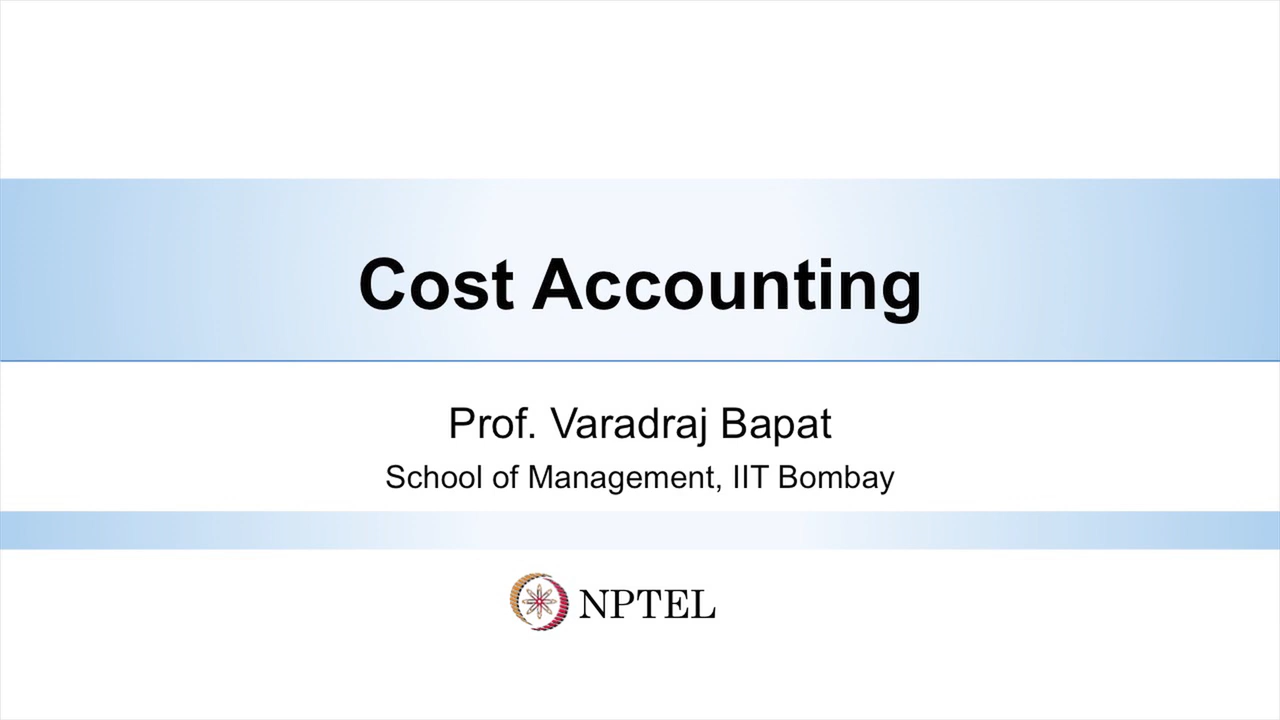 Cost Accounting
Prof. Varadraj Bapat
School of Management, IIT Bombay
NPTEL